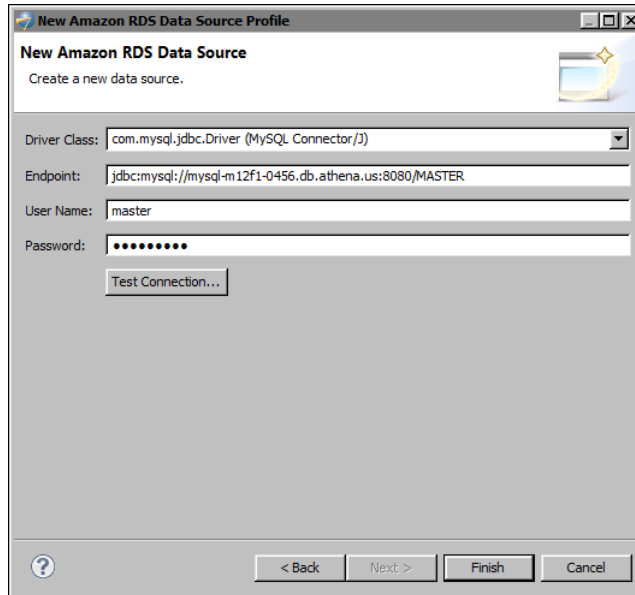 New Amazon RDS Data Source Profile
New Amazon RDS Data Source
Create a new data source.
Driver Class: com.mysql.jdbc.Driver (MySQL Connector/J)
Endpoint: jdbc:mysql://mysql-m12f1-0456.db.athena.us:8080/MASTER
User Name: master
Password: •••••••••
Test Connection...
? < Back Next > Finish Cancel